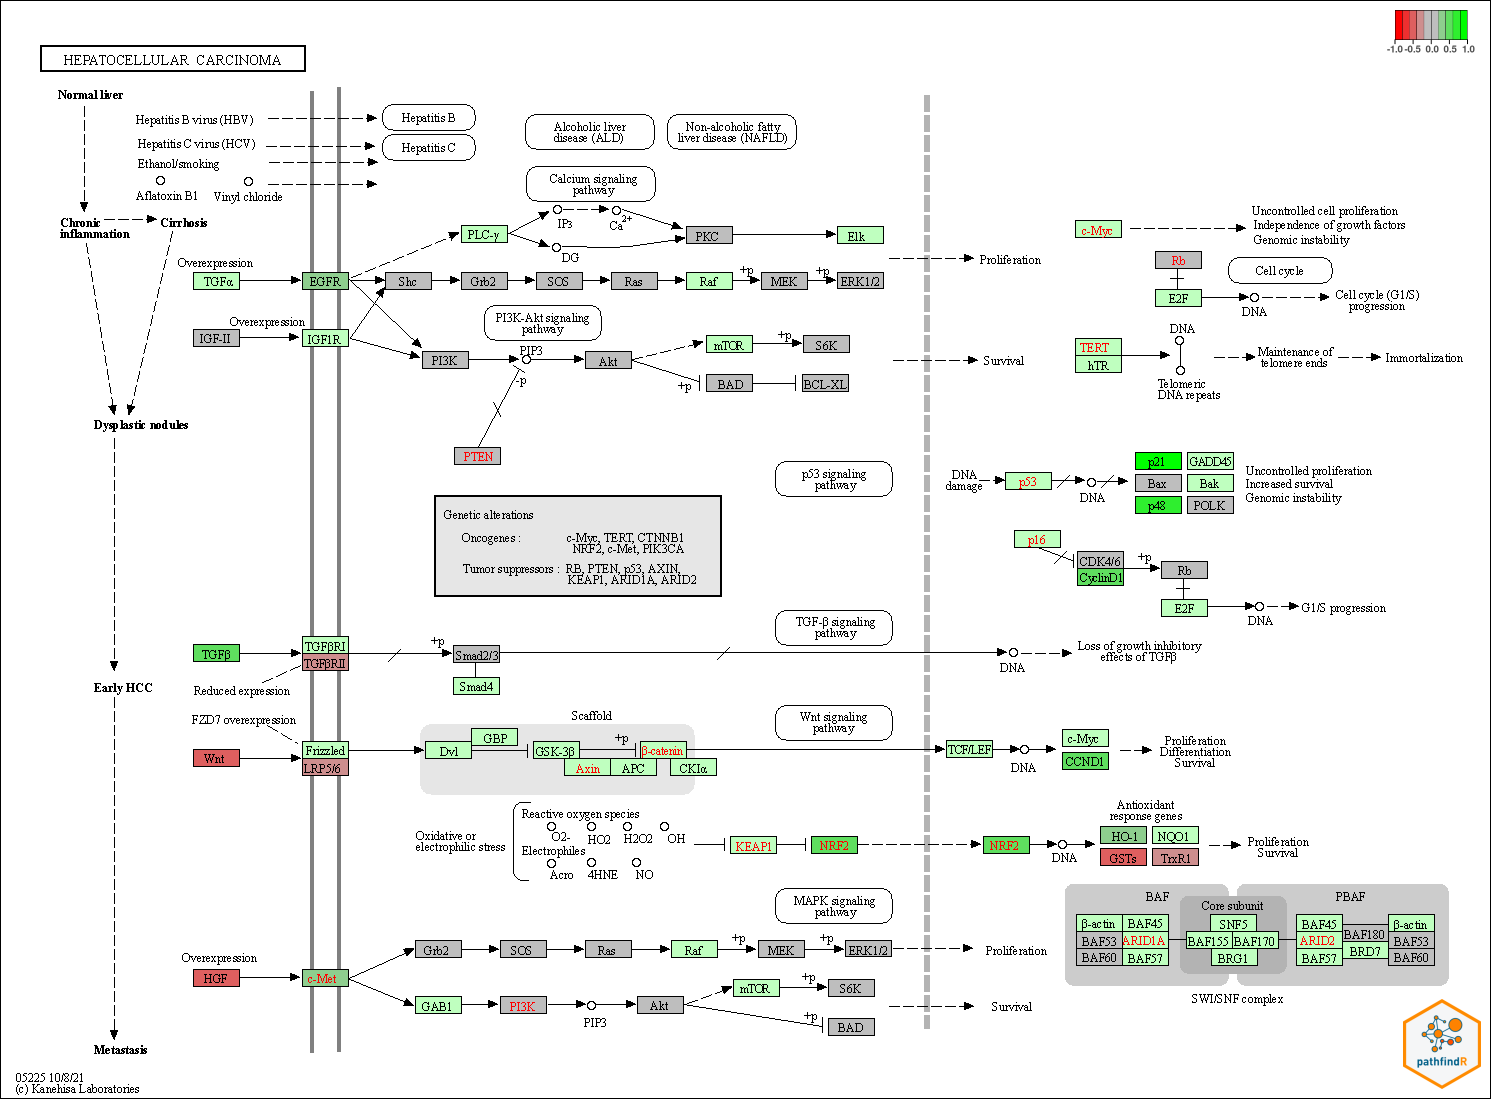 -1.0 -0.5 0.0 0.5 1.0
HEPATOCELLULAR CARCINOMA
Normal liver
Hepatitis B virus (HBV)
Hepatitis B
Hepatitis C virus (HCV)
Hepatitis C
Ethanol/smoking
Aflatoxin B1
Vinyl chloride
Alcoholic liver
disease (ALD)
Non-alcoholic fatty
liver disease (NAFLD)
Calcium signaling
pathway
Chronic
inflammation
Cirrhosis
IP3
Ca2+
DG
PLC-γ
PKC
Elk
Overexpression
TGFα
EGFR
Shc
Grb2
SOS
Ras
Raf
+p
MEK
+p
ERK1/2
Proliferation
Overexpression
IGF-II
IGF1R
PI3K-Akt signaling
pathway
PI3K
PIP3
-p
Akt
mTOR
+p
S6K
+p
BAD
BCL-XL
Survival
PTEN
c-Myc
Uncontrolled cell proliferation
Independence of growth factors
Genomic instability
Rb
Cell cycle
E2F
DNA
Cell cycle (G1/S)
progression
TERT
hTR
DNA
Telomeric
DNA repeats
Maintenance of
telomere ends
Immortalization
Dysplastic nodules
p53 signaling
pathway
DNA
damage
p53
DNA
p21
GADD45
Bax
Bak
p48
POLK
Uncontrolled proliferation
Increased survival
Genomic instability
Genetic alterations
Oncogenes :
c-Myc, TERT, CTNNB1
NRF2, c-Met, PIK3CA
Tumor suppressors :
RB, PTEN, p53, AXIN,
KEAP1, ARID1A, ARID2
p16
CDK4/6
CyclinD1
+p
Rb
E2F
DNA
G1/S progression
TGF-β signaling
pathway
TGFβ
TGFβRI
TGFβRII
+p
Smad2/3
Smad4
DNA
Loss of growth inhibitory
effects of TGFβ
Reduced expression
Early HCC
FZD7 overexpression
Scaffold
Wnt signaling
pathway
Wnt
Frizzled
LRP5/6
Dvl
GBP
GSK-3β
+p
β-catenin
Axin
APC
CKIα
TCF/LEF
DNA
c-Myc
CCND1
Proliferation
Differentiation
Survival
Oxidative or
electrophilic stress
Reactive oxygen species
O2-
HO2
H2O2
OH
Electrophiles
Acro
4HNE
NO
KEAP1
NRF2
NRF2
DNA
Antioxidant
response genes
HO-1
NQO1
GSTs
TrxR1
Proliferation
Survival
MAPK signaling
pathway
Overexpression
HGF
c-Met
Grb2
SOS
Ras
Raf
+p
MEK
+p
ERK1/2
Proliferation
GAB1
PI3K
PIP3
Akt
mTOR
+p
S6K
+p
BAD
Survival
BAF
PBAF
Core subunit
β-actin
BAF45
SNF5
BAF45
β-actin
BAF53
ARID1A
BAF155
BAF170
ARID2
BAF180
BAF53
BAF60
BAF57
BRG1
BAF57
BRD7
BAF60
SWI/SNF complex
Metastasis
pathfindR
05225 10/8/21
(c) Kanehisa Laboratories